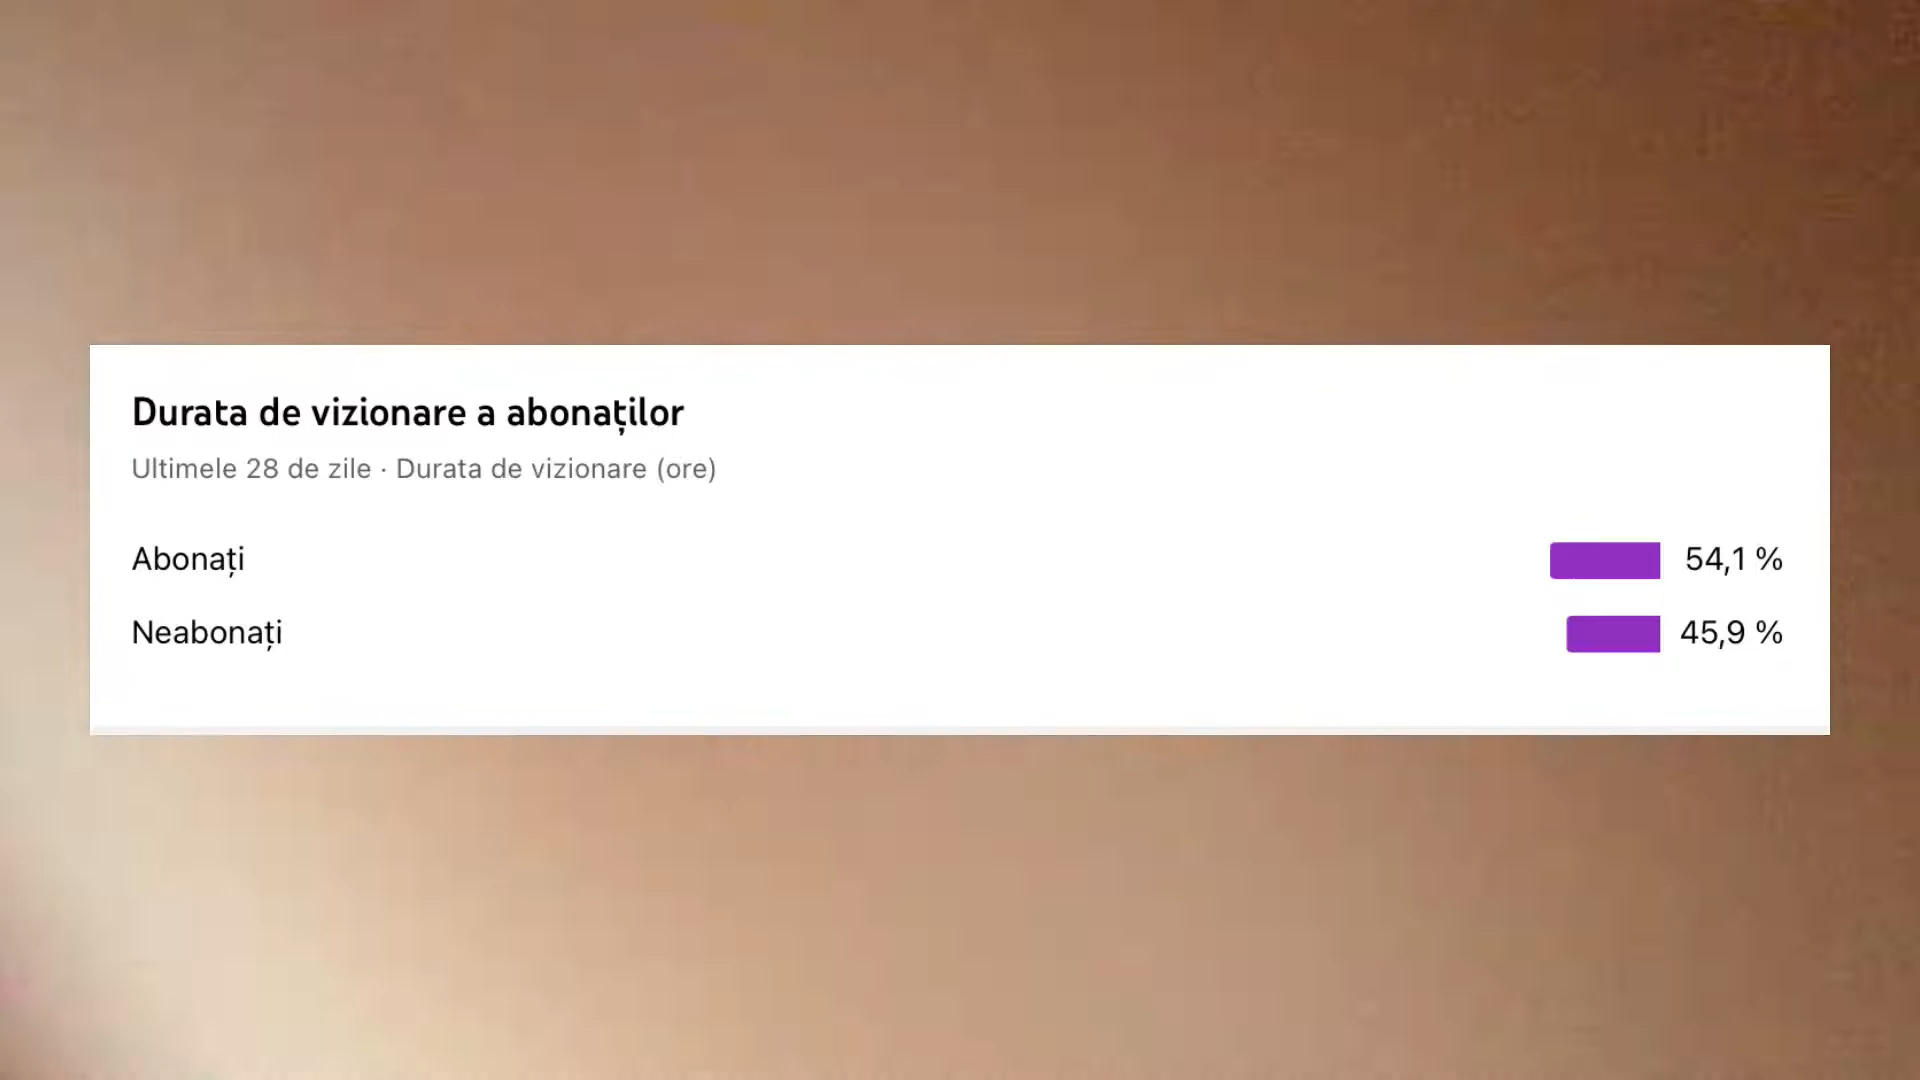 Durata de vizionare a abonaților
Ultimele 28 de zile · Durata de vizionare (ore)
Abonați 54,1 %
Neabonați 45,9 %